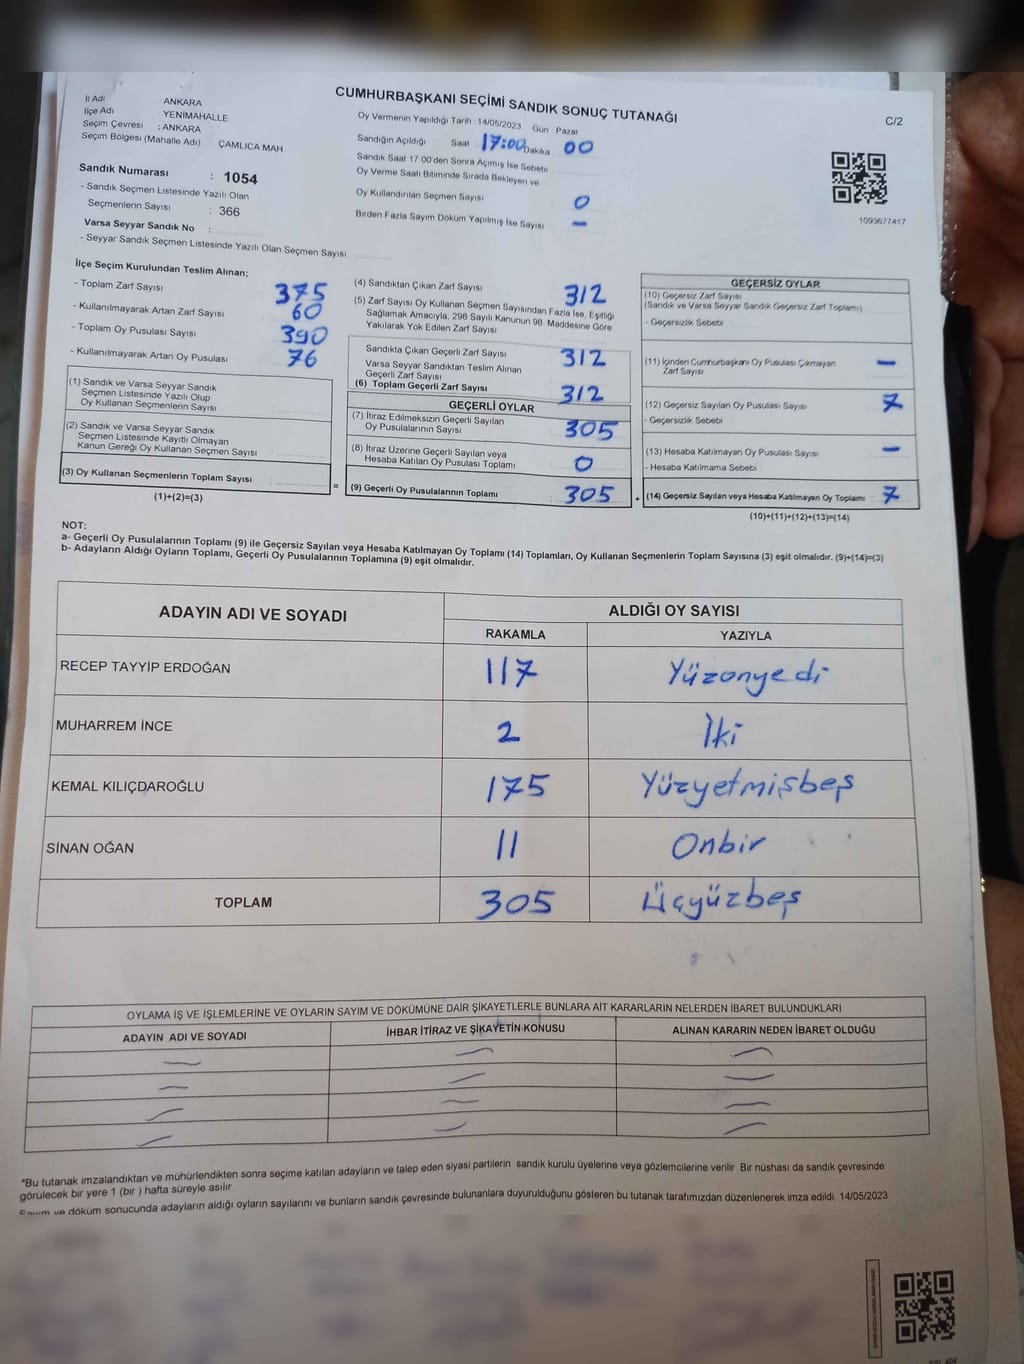 CUMHURBAŞKANI SEÇİMİ SANDIK SONUÇ TUTANAĞI
C/2
İl Adı ANKARA
İlçe Adı YENİMAHALLE
Seçim Çevresi : ANKARA
Seçim Bölgesi (Mahalle Adı) ÇAMLICA MAH
Sandık Numarası : 1054
- Sandık Seçmen Listesinde Yazılı Olan
Seçmenlerin Sayısı : 366
Varsa Seyyar Sandık No :
- Seyyar Sandık Seçmen Listesinde Yazılı Olan Seçmen Sayısı
Oy Vermenin Yapıldığı Tarih 14/05/2023 Gün Pazar
Sandığın Açıldığı Saat 17:00 Dakika 00
Sandık Saat 17.00'den Sonra Açımış İse Sebebi
Oy Verme Saati Bitiminde Sırada Bekleyen ve
Oy Kullandırılan Seçmen Sayısı 0
Birden Fazla Sayım Döküm Yapılmış İse Sayısı –
1093677417
İlçe Seçim Kurulundan Teslim Alınan;
- Toplam Zarf Sayısı 375
- Kullanılmayarak Artan Zarf Sayısı 60
- Toplam Oy Pusulası Sayısı 390
- Kullanılmayarak Artan Oy Pusulası 76
(1) Sandık ve Varsa Seyyar Sandık
Seçmen Listesinde Yazılı Olup
Oy Kullanan Seçmenlerin Sayısı
(2) Sandık ve Varsa Seyyar Sandık
Seçmen Listesinde Kayıtlı Olmayan
Kanun Gereği Oy Kullanan Seçmen Sayısı
(3) Oy Kullanan Seçmenlerin Toplam Sayısı =
(1)+(2)=(3)
(4) Sandıktan Çıkan Zarf Sayısı 312
(5) Zarf Sayısı Oy Kullanan Seçmen Sayısından Fazla İse, Eşitliği
Sağlamak Amacıyla, 298 Sayılı Kanunun 98. Maddesine Göre
Yakılarak Yok Edilen Zarf Sayısı
Sandıkta Çıkan Geçerli Zarf Sayısı 312
Varsa Seyyar Sandıktan Teslim Alınan
Geçerli Zarf Sayısı
(6) Toplam Geçerli Zarf Sayısı 312
GEÇERLİ OYLAR
(7) İtiraz Edilmeksizin Geçerli Sayılan
Oy Pusulalarının Sayısı 305
(8) İtiraz Üzerine Geçerli Sayılan veya
Hesaba Katılan Oy Pusulası Toplamı 0
(9) Geçerli Oy Pusulalarının Toplamı 305 +
GEÇERSİZ OYLAR
(10) Geçersiz Zarf Sayısı
(Sandık ve Varsa Seyyar Sandık Geçersiz Zarf Toplamı)
- Geçersizlik Sebebi
(11) İçinden Cumhurbaşkanı Oy Pusulası Çıkmayan –
Zarf Sayısı
(12) Geçersiz Sayılan Oy Pusulası Sayısı 7
- Geçersizlik Sebebi
(13) Hesaba Katılmayan Oy Pusulası Sayısı –
- Hesaba Katılmama Sebebi
(14) Geçersiz Sayılan veya Hesaba Katılmayan Oy Toplamı 7
(10)+(11)+(12)+(13)=(14)
NOT:
a- Geçerli Oy Pusulalarının Toplamı (9) ile Geçersiz Sayılan veya Hesaba Katılmayan Oy Toplamı (14) Toplamları, Oy Kullanan Seçmenlerin Toplam Sayısına (3) eşit olmalıdır. (9)+(14)=(3)
b- Adayların Aldığı Oyların Toplamı, Geçerli Oy Pusulalarının Toplamına (9) eşit olmalıdır.
ADAYIN ADI VE SOYADI ALDIĞI OY SAYISI
RAKAMLA YAZIYLA
RECEP TAYYİP ERDOĞAN 117 Yüzonyedi
MUHARREM İNCE 2 İki
KEMAL KILIÇDAROĞLU 175 Yüzyetmişbeş
SİNAN OĞAN 11 Onbir
TOPLAM 305 Üçyüzbeş
OYLAMA İŞ VE İŞLEMLERİNE VE OYLARIN SAYIM VE DÖKÜMÜNE DAİR ŞİKAYETLERLE BUNLARA AİT KARARLARIN NELERDEN İBARET BULUNDUKLARI
ADAYIN ADI VE SOYADI İHBAR İTİRAZ VE ŞİKAYETİN KONUSU ALINAN KARARIN NEDEN İBARET OLDUĞU
*Bu tutanak imzalandıktan ve mühürlendikten sonra seçime katılan adayların ve talep eden siyasi partilerin sandık kurulu üyelerine veya gözlemcilerine verilir. Bir nüshası da sandık çevresinde
görülecek bir yere 1 (bir ) hafta süreyle asılır.
Sayım ve döküm sonucunda adayların aldığı oyların sayılarını ve bunların sandık çevresinde bulunanlara duyurulduğunu gösteren bu tutanak tarafımızdan düzenlenerek imza edildi. 14/05/2023